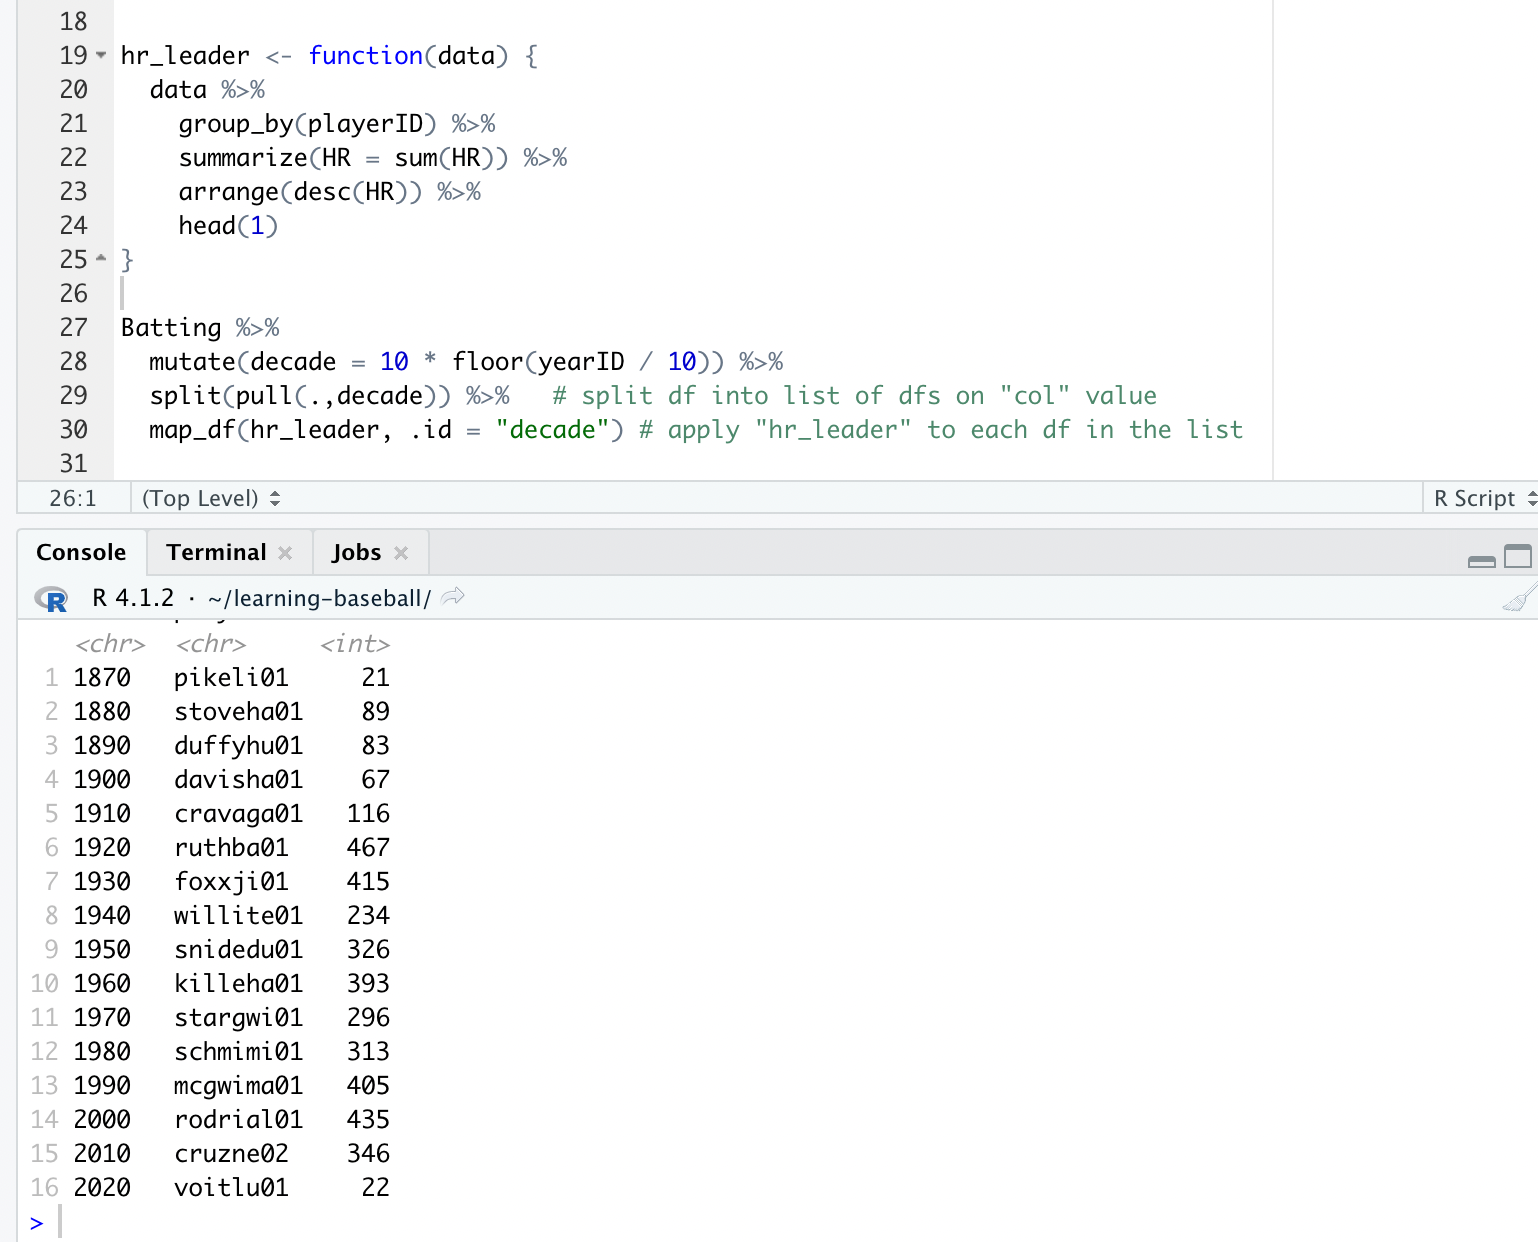 18
19 hr_leader <- function(data) {
20   data %>%
21     group_by(playerID) %>%
22     summarize(HR = sum(HR)) %>%
23     arrange(desc(HR)) %>%
24     head(1)
25 }
26
27 Batting %>%
28   mutate(decade = 10 * floor(yearID / 10)) %>%
29   split(pull(.,decade)) %>%   # split df into list of dfs on "col" value
30   map_df(hr_leader, .id = "decade") # apply "hr_leader" to each df in the list
31
26:1 (Top Level) R Script
Console Terminal Jobs
R R 4.1.2 · ~/learning-baseball/
<chr> <chr> <int>
1 1870 pikeli01 21
2 1880 stoveha01 89
3 1890 duffyhu01 83
4 1900 davisha01 67
5 1910 cravaga01 116
6 1920 ruthba01 467
7 1930 foxxji01 415
8 1940 willite01 234
9 1950 snidedu01 326
10 1960 killeha01 393
11 1970 stargwi01 296
12 1980 schmimi01 313
13 1990 mcgwima01 405
14 2000 rodrial01 435
15 2010 cruzne02 346
16 2020 voitlu01 22
>